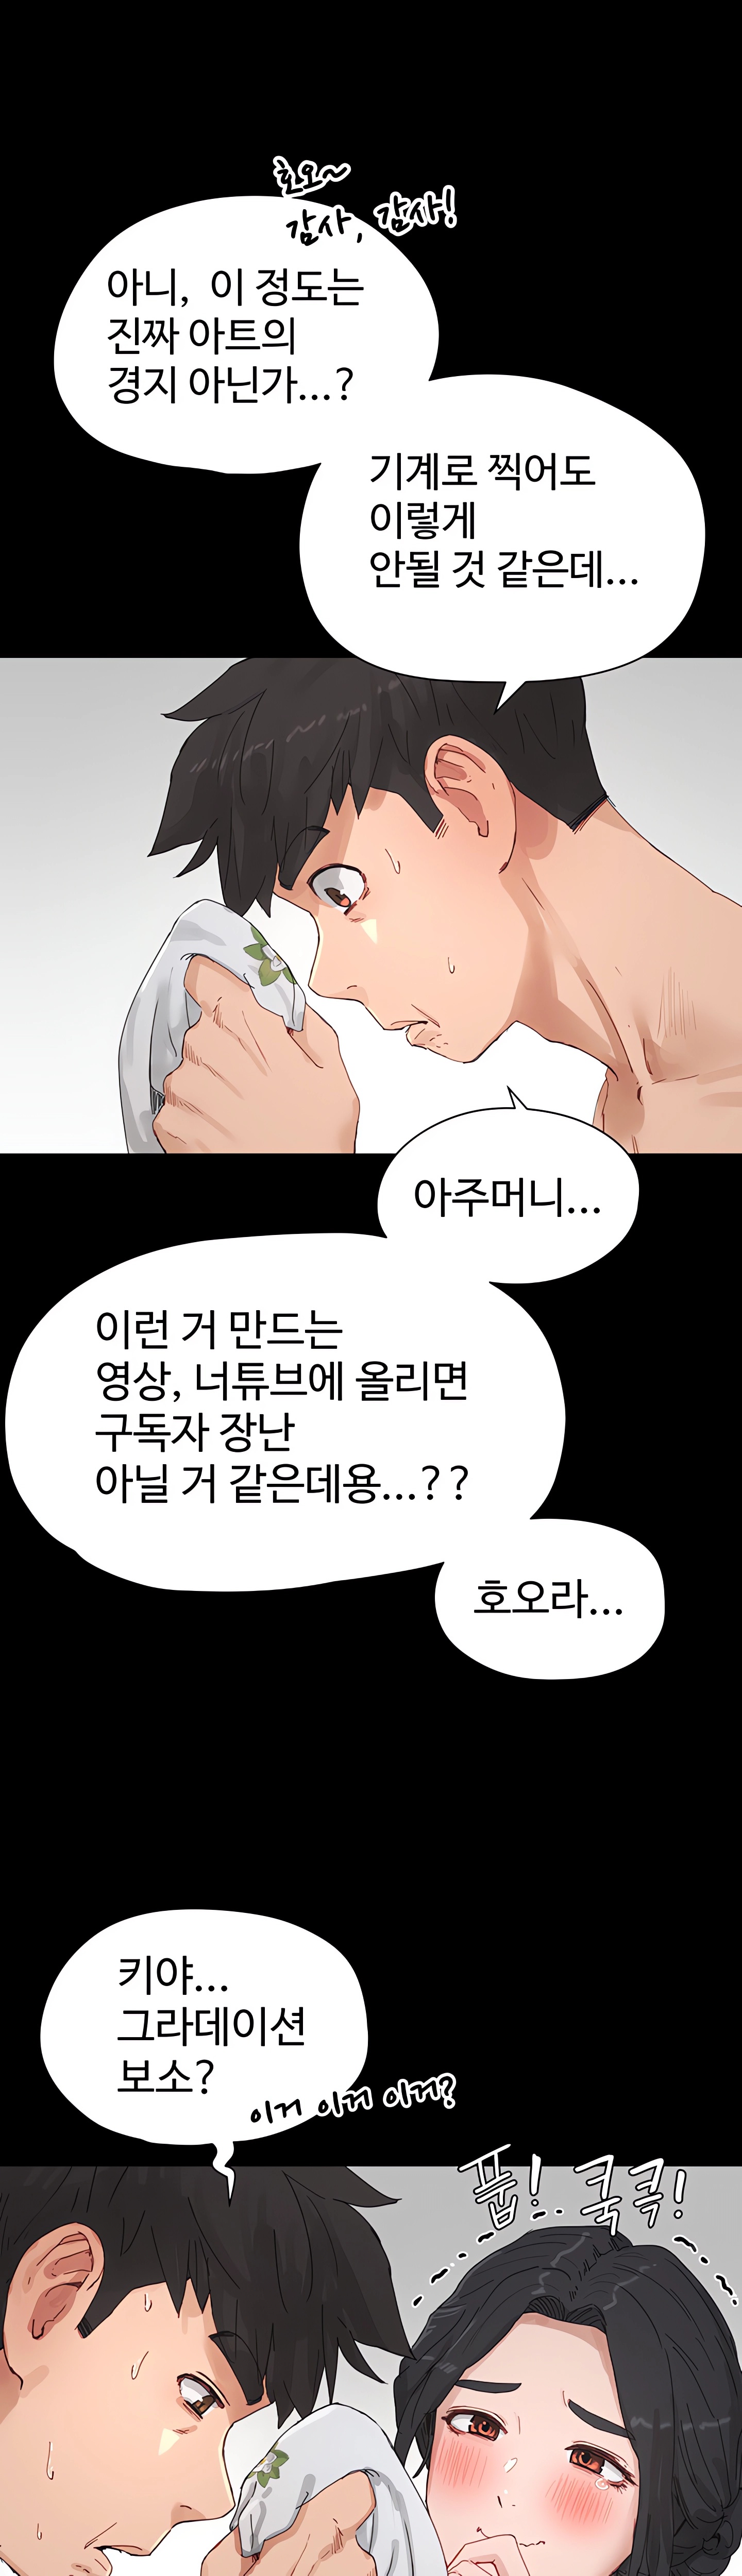 호오~
감사, 감사!
아니, 이 정도는
진짜 아트의
경지 아닌가...?
기계로 찍어도
이렇게
안될 것 같은데...
아주머니...
이런 거 만드는
영상, 너튜브에 올리면
구독자 장난
아닐 거 같은데용...??
호오라...
키야...
그라데이션
보소?
이거 이거 이거?
풉! 쿡큭!